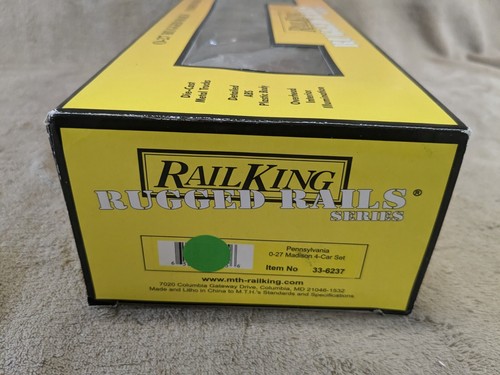 Die-Cast
Metal Trucks
Detailed
ABS
Plastic Body
Overhead
Interior
Illumination
RAILKING
RUGGED RAILS®
SERIES
Pennsylvania
O-27 Madison 4-Car Set
Item No 33-6237
www.mth-railking.com
7020 Columbia Gateway Drive, Columbia, MD 21046-1532
Made and Litho in China to M.T.H.'s Standards and Specifications